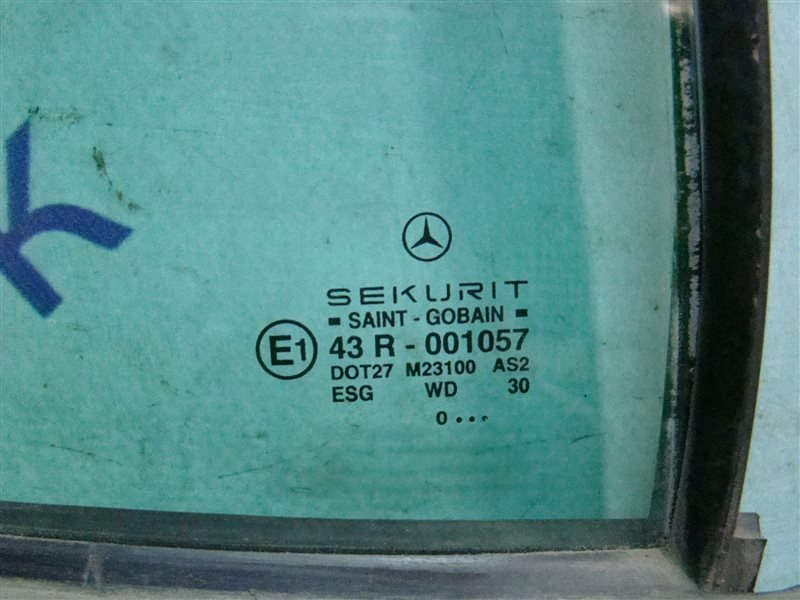 K
SEKURIT
SAINT - GOBAIN
E1 43 R - 001057
DOT27 M23100 AS2
ESG WD 30
0...